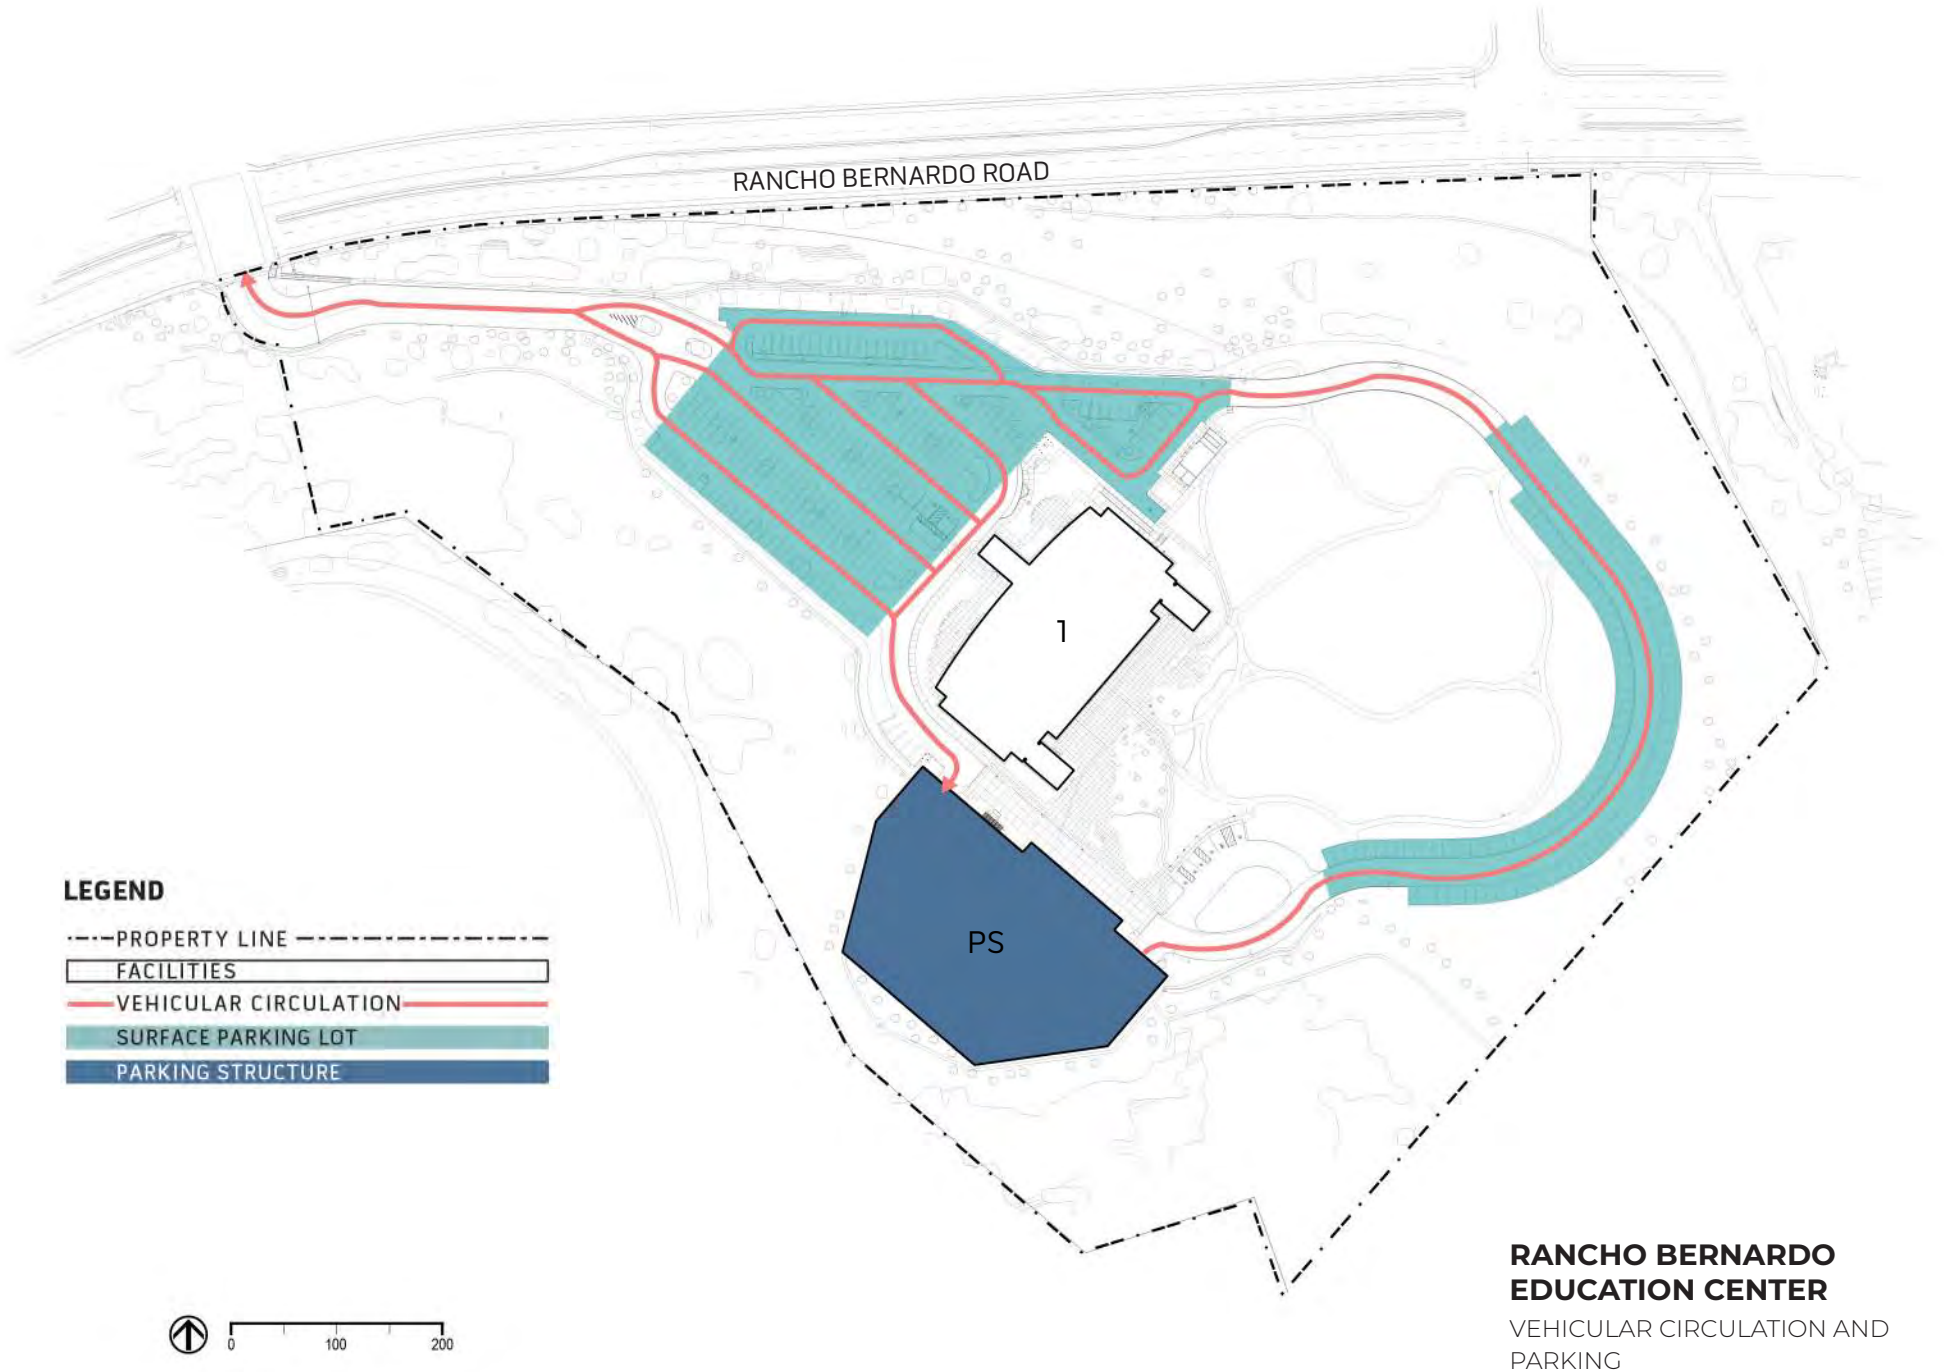 RANCHO BERNARDO ROAD
1
PS
LEGEND
PROPERTY LINE
FACILITIES
VEHICULAR CIRCULATION
SURFACE PARKING LOT
PARKING STRUCTURE
0 100 200
RANCHO BERNARDO
EDUCATION CENTER
VEHICULAR CIRCULATION AND
PARKING